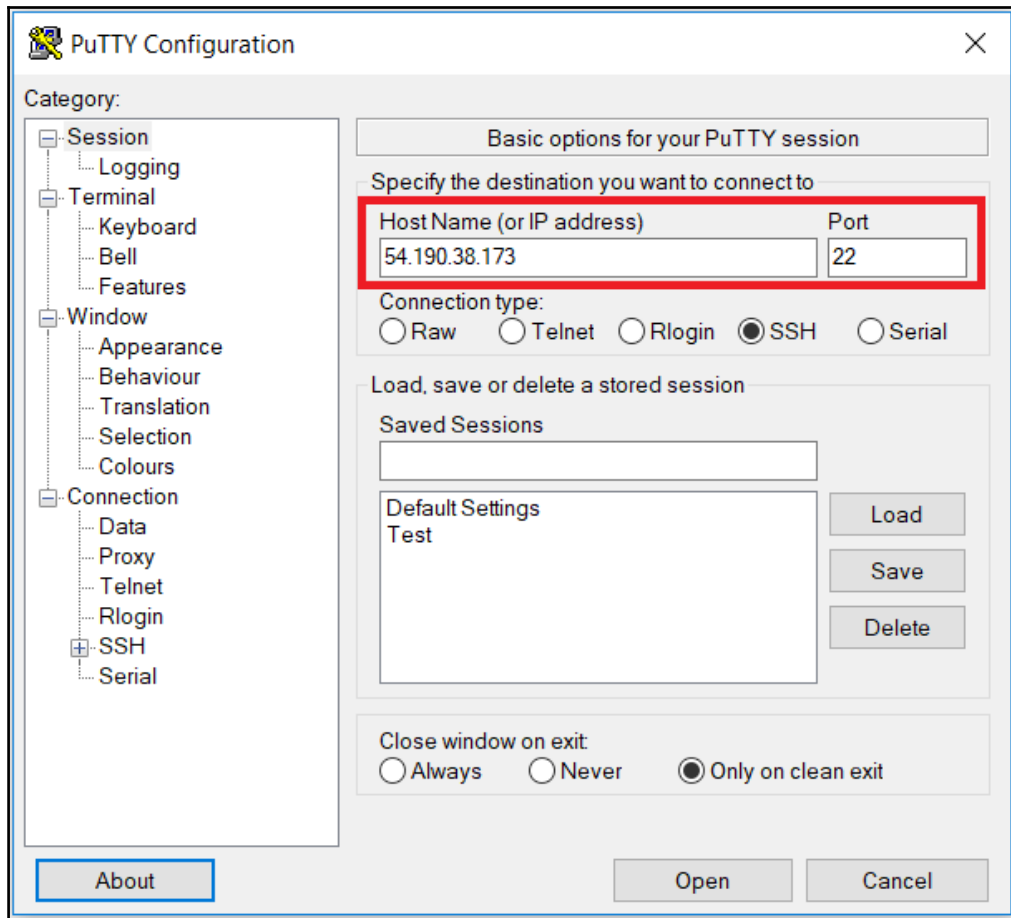 PuTTY Configuration
Category:
Session
Logging
Terminal
Keyboard
Bell
Features
Window
Appearance
Behaviour
Translation
Selection
Colours
Connection
Data
Proxy
Telnet
Rlogin
SSH
Serial
Basic options for your PuTTY session
Specify the destination you want to connect to
Host Name (or IP address) Port
54.190.38.173 22
Connection type:
Raw Telnet Rlogin SSH Serial
Load, save or delete a stored session
Saved Sessions
Default Settings
Test
Load
Save
Delete
Close window on exit:
Always Never Only on clean exit
About Open Cancel